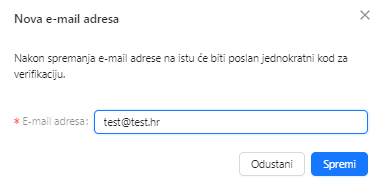 Nova e-mail adresa
Nakon spremanja e-mail adrese na istu će biti poslan jednokratni kod za
verifikaciju.
* E-mail adresa: test@test.hr
Odustani Spremi